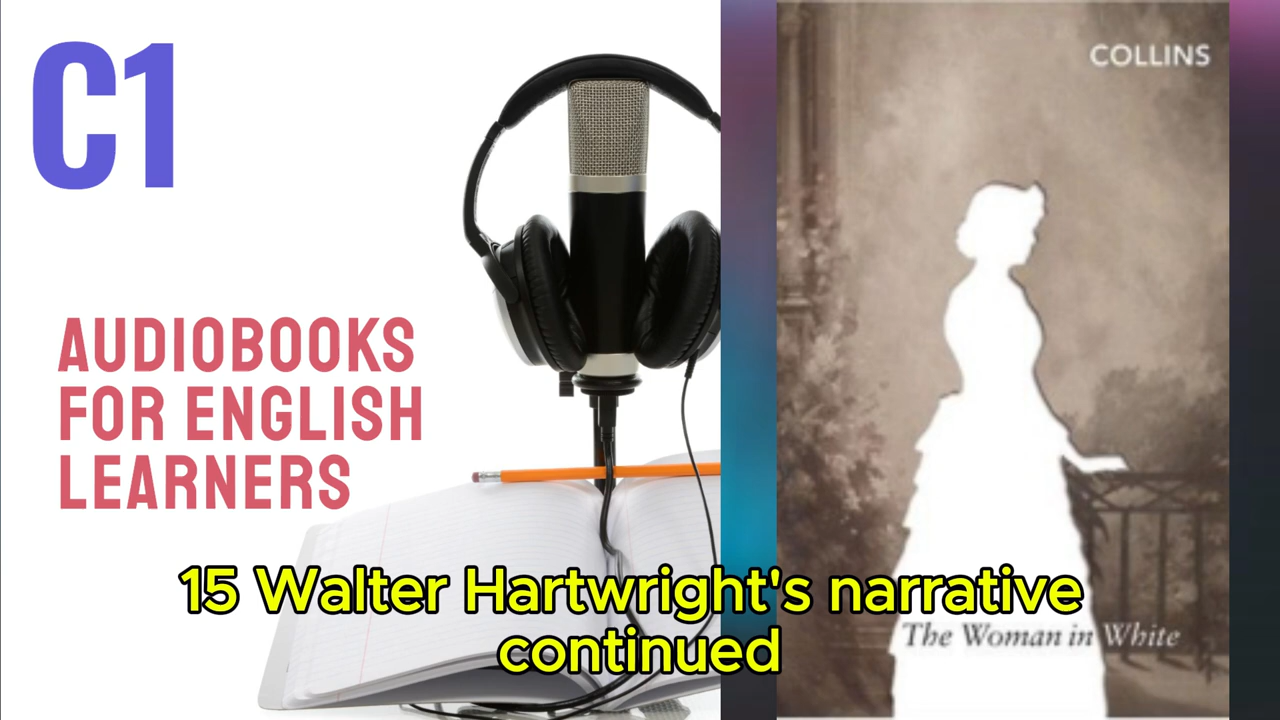 C1
AUDIOBOOKS
FOR ENGLISH
LEARNERS
COLLINS
The Woman in White
15 Walter Hartwright's narrative
continued